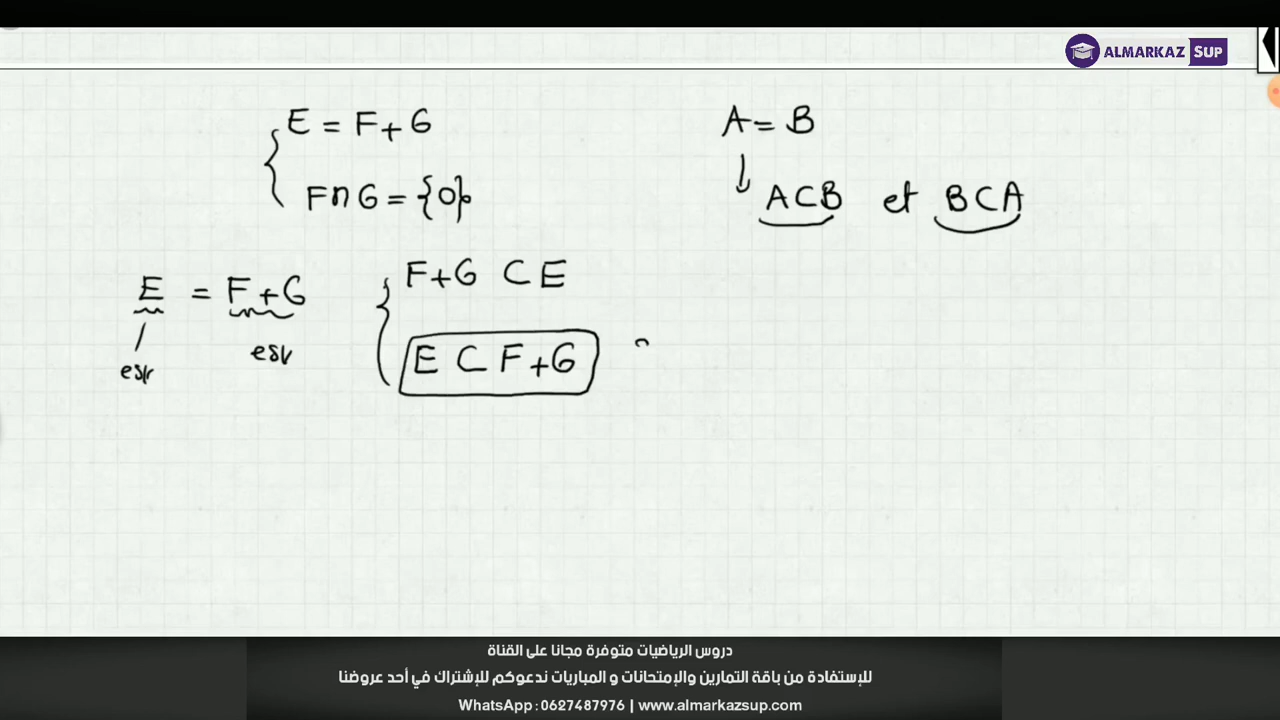 ALMARKAZ SUP
E = F+G
F∩G = {0}
A = B
A⊂B et B⊂A
E = F+G
esv
esv
F+G ⊂ E
E ⊂ F+G
دروس الرياضيات متوفرة مجانا على القناة
للإستفادة من باقة التمارين والإمتحانات و المباريات ندعوكم للإشتراك في أحد عروضنا
WhatsApp : 0627487976 | www.almarkazsup.com